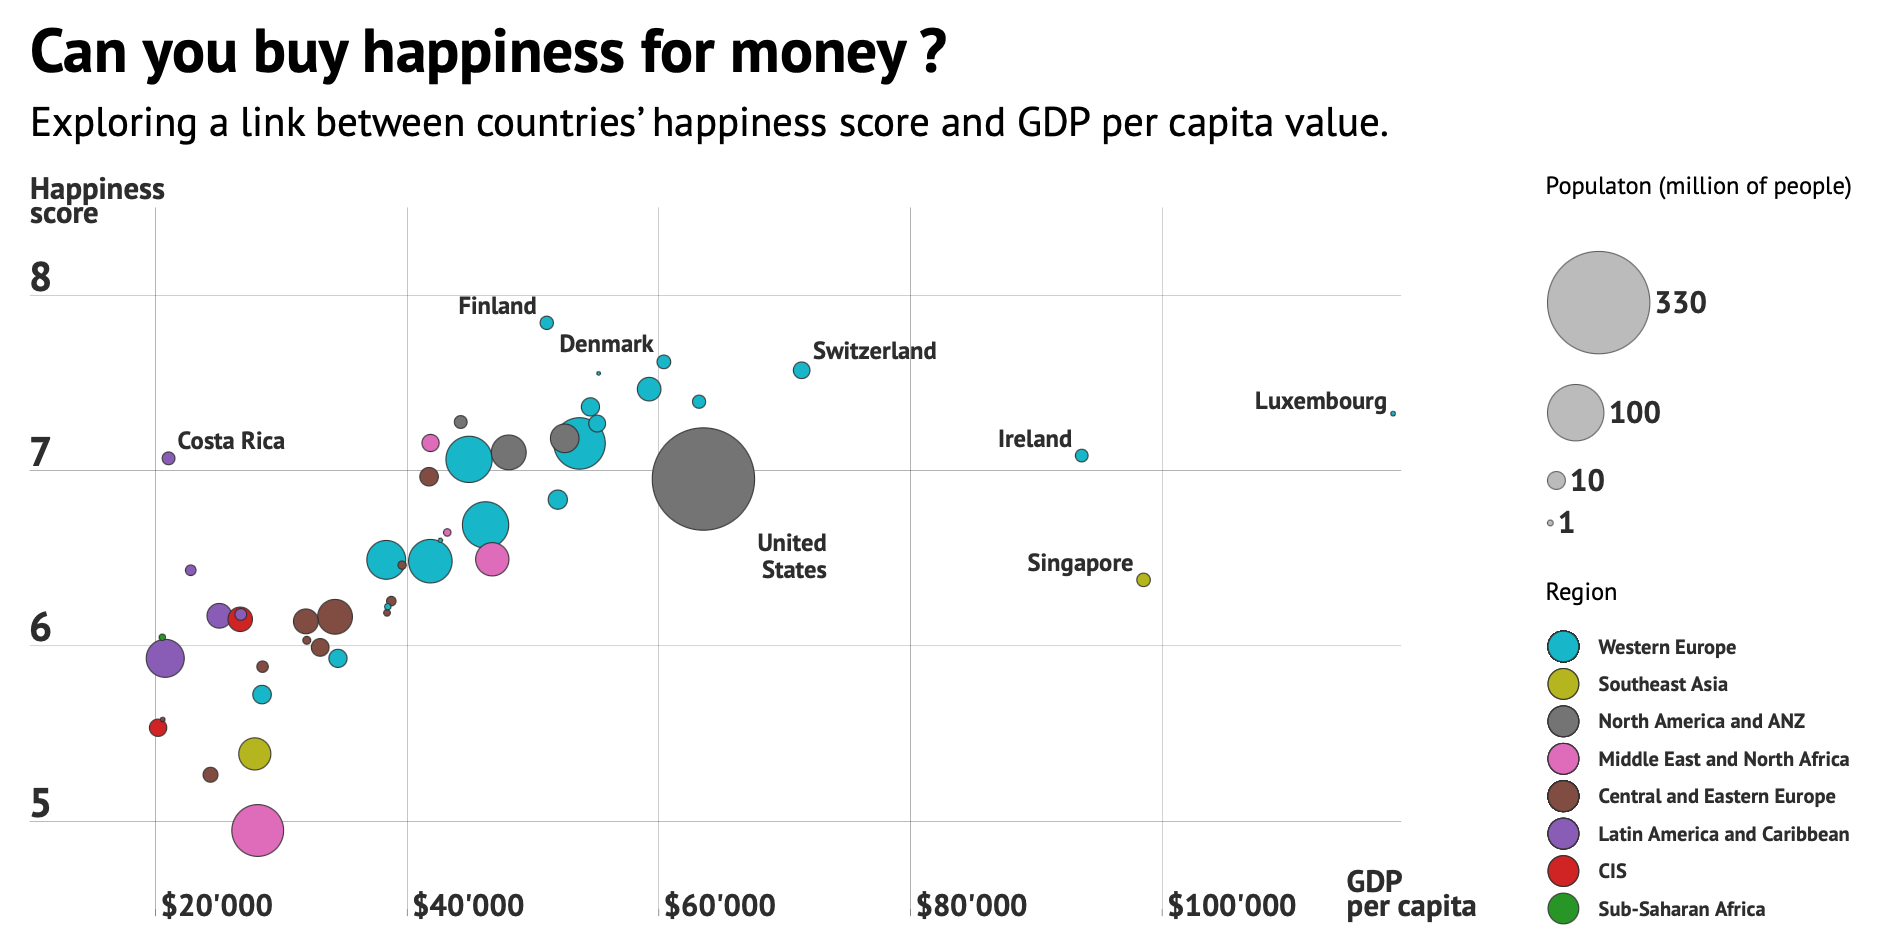 Can you buy happiness for money ?
Exploring a link between countries’ happiness score and GDP per capita value.
Happiness
score
8
7
6
5
Finland
Denmark
Switzerland
Luxembourg
Costa Rica
Ireland
United
States
Singapore
$20'000
$40'000
$60'000
$80'000
$100'000
GDP
per capita
Populaton (million of people)
330
100
10
1
Region
Western Europe
Southeast Asia
North America and ANZ
Middle East and North Africa
Central and Eastern Europe
Latin America and Caribbean
CIS
Sub-Saharan Africa